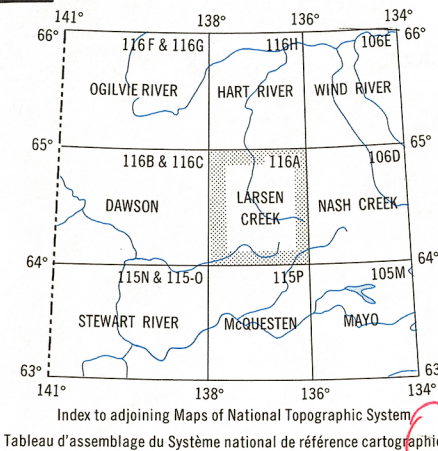 141° 138° 136° 134°
66° 66°
116 F & 116G 116H 106E
OGILVIE RIVER HART RIVER WIND RIVER
65° 65°
116B & 116C 116A 106D
DAWSON LARSEN CREEK NASH CREEK
64° 64°
115N & 115-O 115P 105M
STEWART RIVER McQUESTEN MAYO
63° 63°
141° 138° 136° 134°
Index to adjoining Maps of National Topographic System
Tableau d'assemblage du Système national de référence cartographi